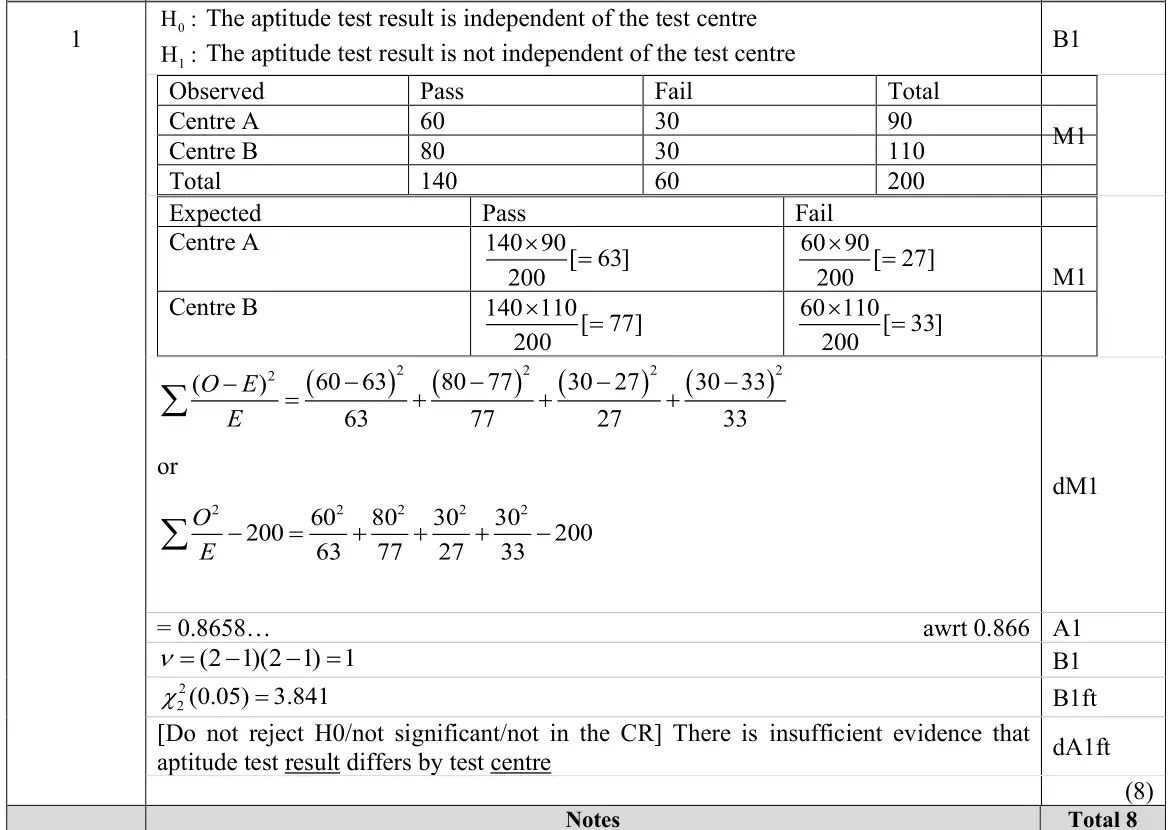 1
H₀ : The aptitude test result is independent of the test centre
H₁ : The aptitude test result is not independent of the test centre
B1
Observed Pass Fail Total
Centre A 60 30 90
M1
Centre B 80 30 110
Total 140 60 200
Expected Pass Fail
Centre A 140×90/200 [= 63] 60×90/200 [= 27]
M1
Centre B 140×110/200 [= 77] 60×110/200 [= 33]
∑ (O − E)²/E = (60−63)²/63 + (80−77)²/77 + (30−27)²/27 + (30−33)²/33
or
dM1
∑ O²/E − 200 = 60²/63 + 80²/77 + 30²/27 + 30²/33 − 200
= 0.8658… awrt 0.866 A1
ν = (2−1)(2−1) = 1 B1
χ₂²(0.05) = 3.841 B1ft
[Do not reject H0/not significant/not in the CR] There is insufficient evidence that
aptitude test result differs by test centre
dA1ft
(8)
Notes Total 8